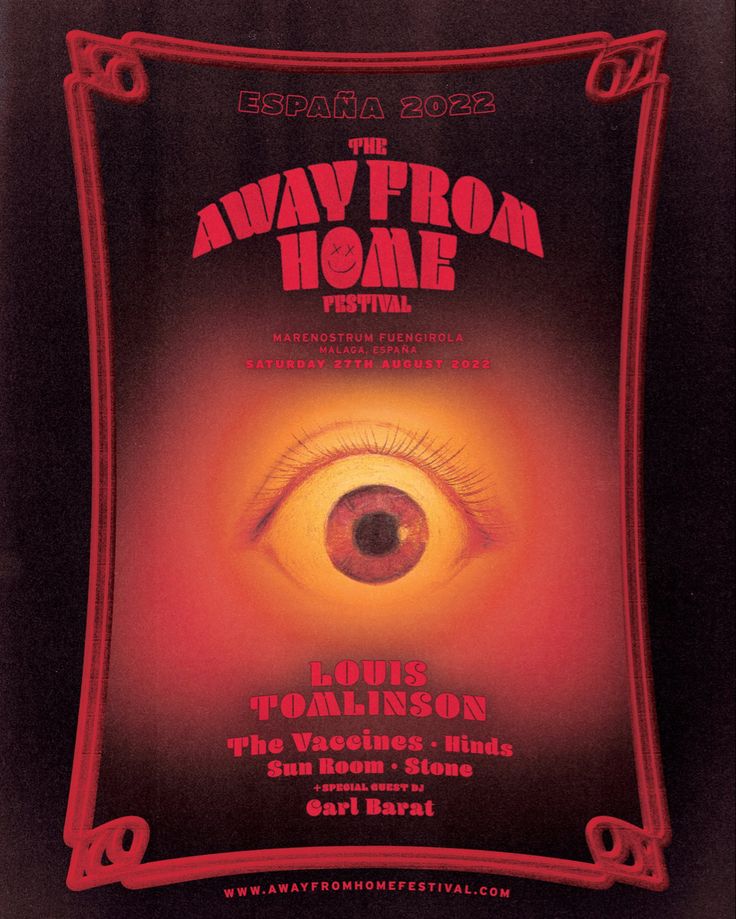 ESPAÑA 2022
THE
AWAY FROM
HOME
FESTIVAL
MARENOSTRUM FUENGIROLA
MALAGA, ESPAÑA
SATURDAY 27TH AUGUST 2022
LOUIS
TOMLINSON
The Vaccines • Hinds
Sun Room • Stone
+SPECIAL GUEST DJ
Carl Barat
WWW.AWAYFROMHOMEFESTIVAL.COM